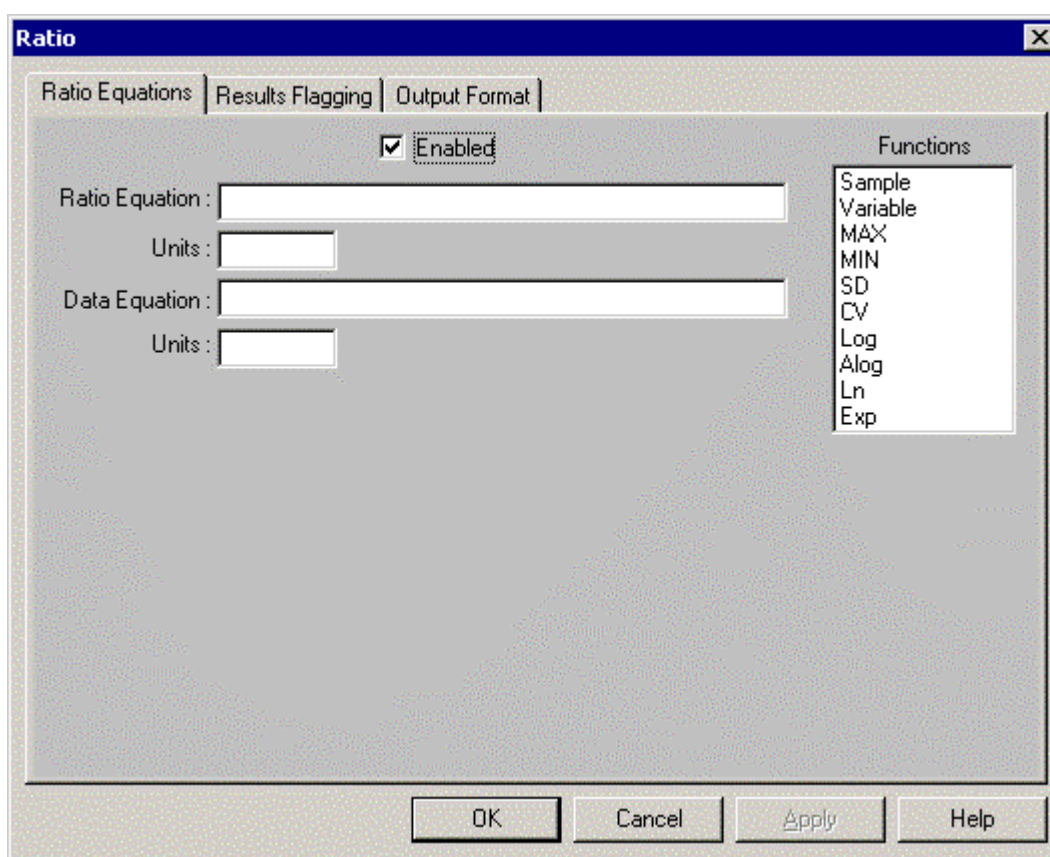 Ratio
Ratio Equations Results Flagging Output Format
Enabled
Functions
Ratio Equation :
Units :
Data Equation :
Units :
Sample
Variable
MAX
MIN
SD
CV
Log
Alog
Ln
Exp
OK Cancel Apply Help